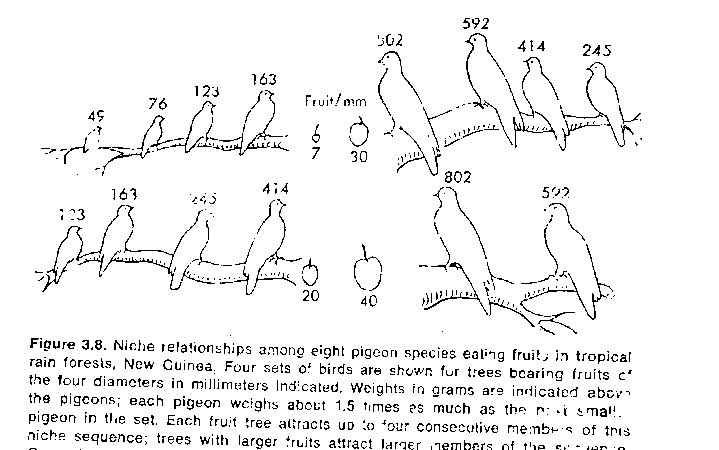 592
502
414
245
163
123
76
49
Fruit/mm
6
7
30
802
592
414
163
20
40
Figure 3.8. Niche relationships among eight pigeon species eating fruits in tropical
rain forests, New Guinea. Four sets of birds are shown for trees bearing fruits of
the four diameters in millimeters indicated. Weights in grams are indicated above
the pigeons; each pigeon weighs about 1.5 times as much as the
pigeon in the set. Each fruit tree attracts up to four consecutive members of this
niche sequence; trees with larger fruits attract larger members of the